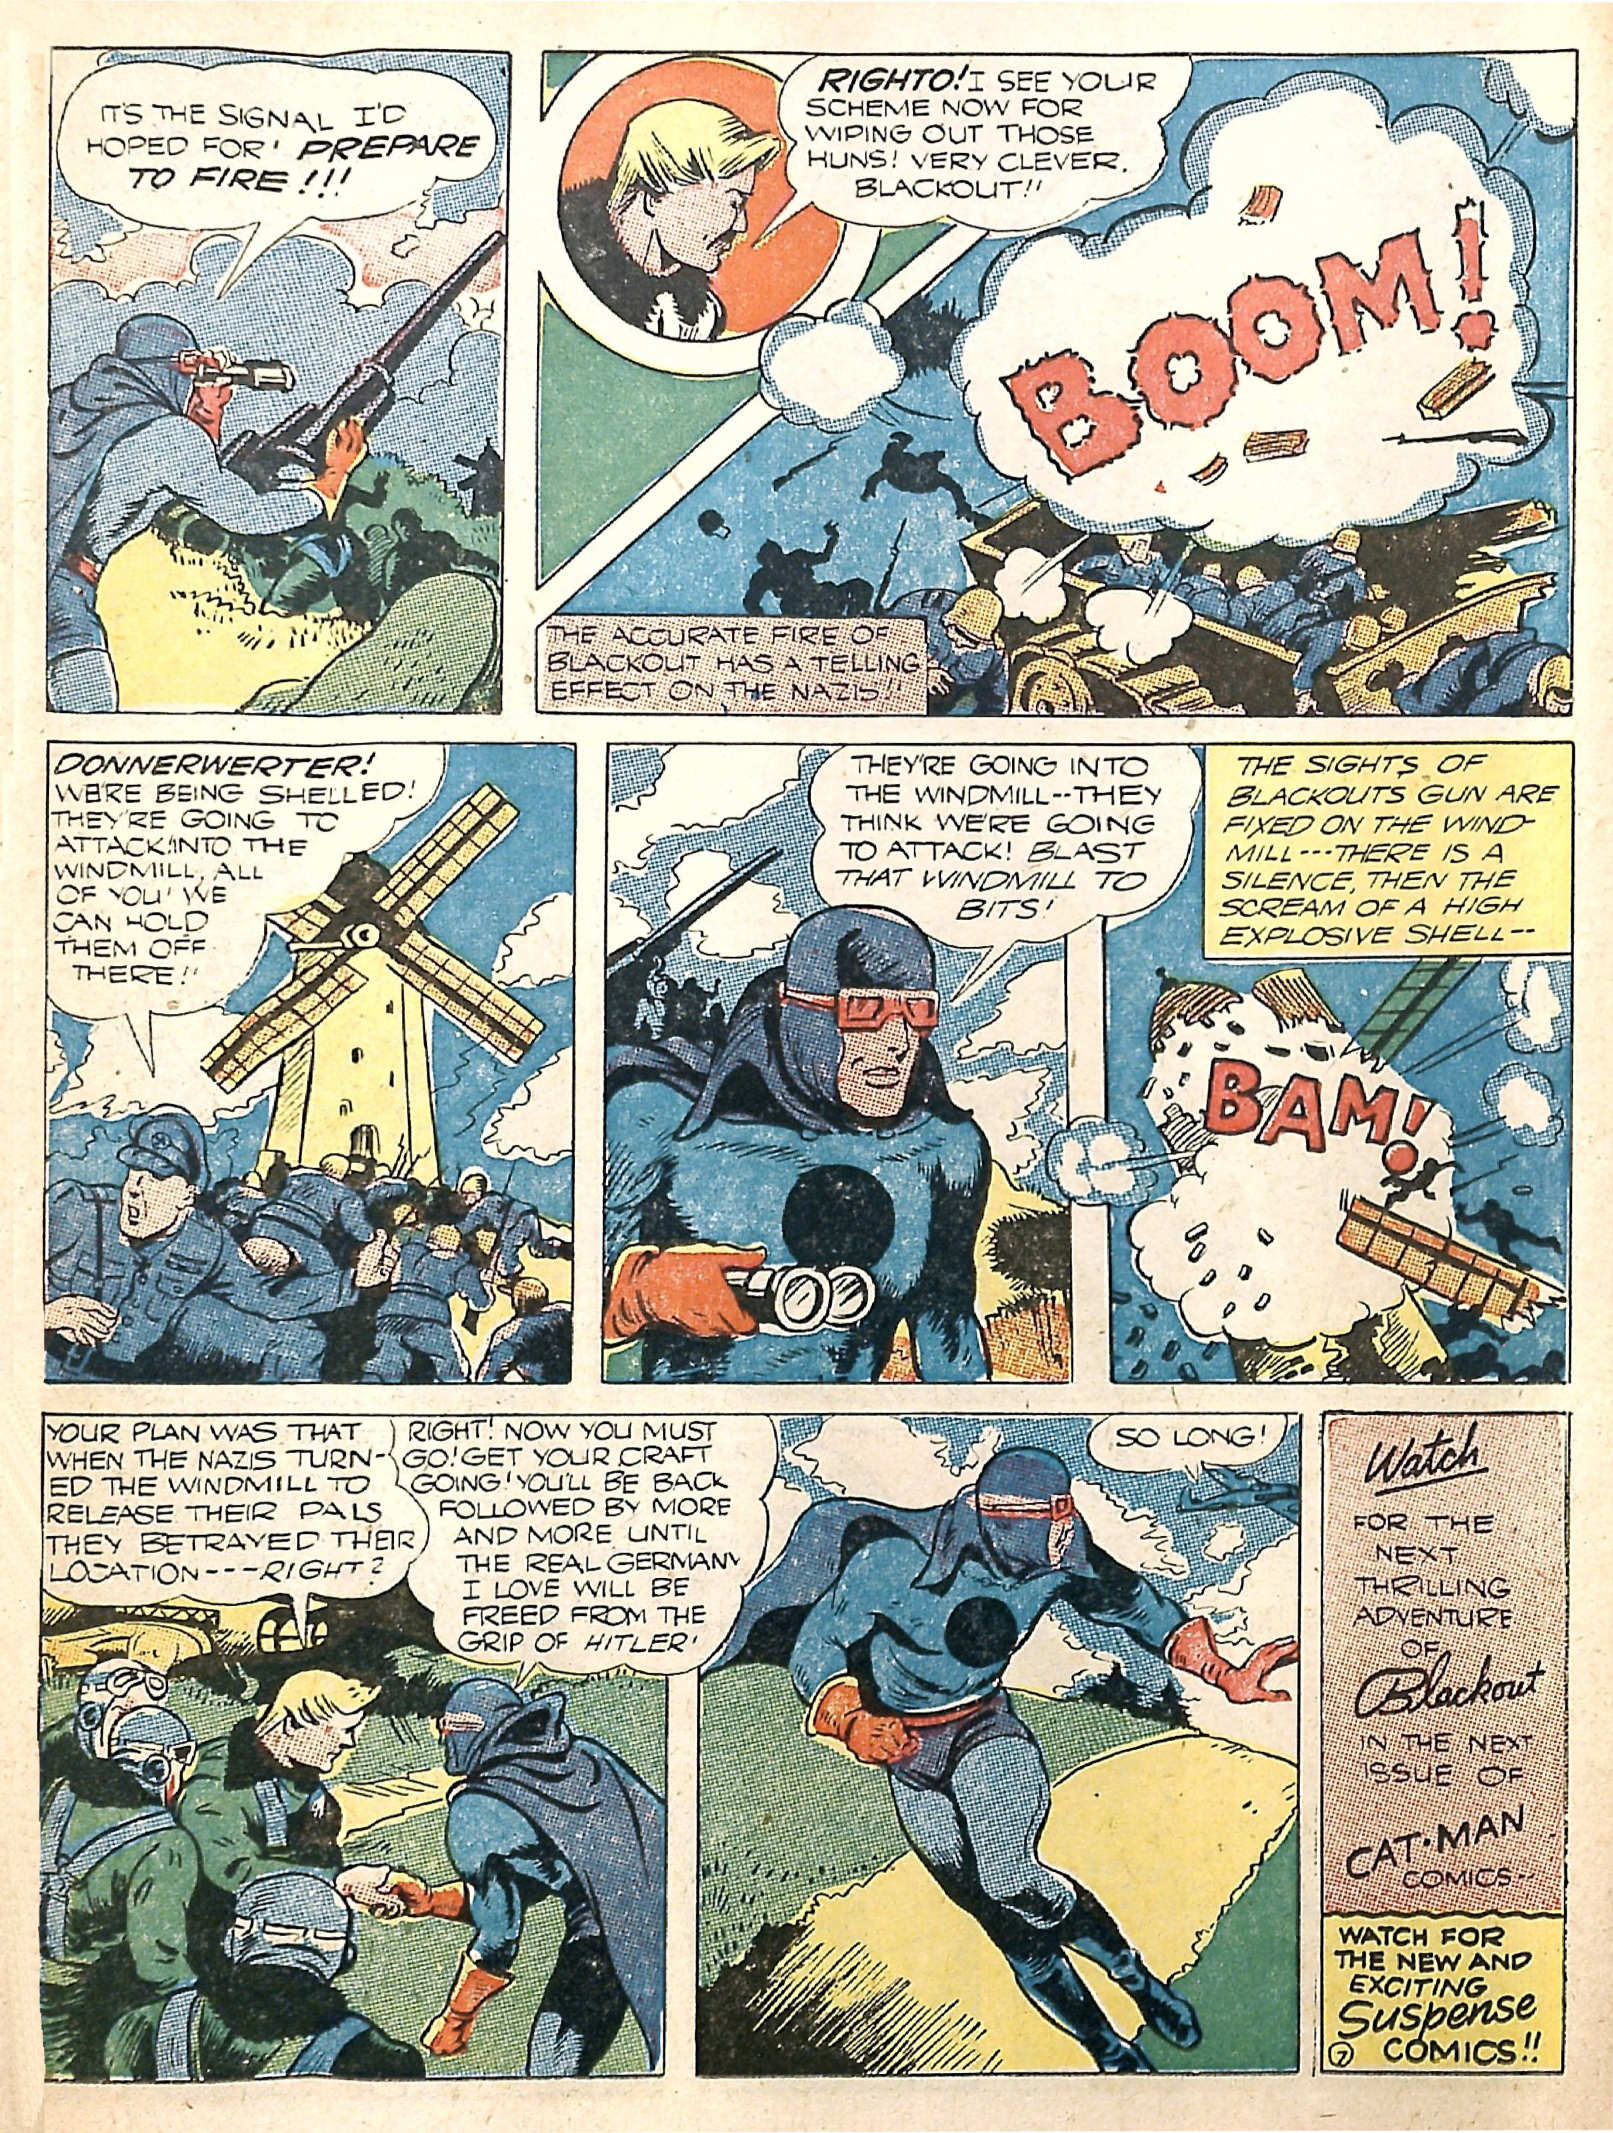 IT'S THE SIGNAL I'D
HOPED FOR! PREPARE
TO FIRE!!!
RIGHTO! I SEE YOUR
SCHEME NOW FOR
WIPING OUT THOSE
HUNS! VERY CLEVER,
BLACKOUT!!
BOOM!
THE ACCURATE FIRE OF
BLACKOUT HAS A TELLING
EFFECT ON THE NAZIS!!
DONNERWERTER!
WE'RE BEING SHELLED!
THEY'RE GOING TO
ATTACK! INTO THE
WINDMILL, ALL
OF YOU! WE
CAN HOLD
THEM OFF
THERE!!
THEY'RE GOING INTO
THE WINDMILL--THEY
THINK WE'RE GOING
TO ATTACK! BLAST
THAT WINDMILL TO
BITS!
THE SIGHTS OF
BLACKOUTS GUN ARE
FIXED ON THE WIND-
MILL---THERE IS A
SILENCE, THEN THE
SCREAM OF A HIGH
EXPLOSIVE SHELL--
BAM!
YOUR PLAN WAS THAT
WHEN THE NAZIS TURN-
ED THE WINDMILL TO
RELEASE THEIR PALS
THEY BETRAYED THEIR
LOCATION---RIGHT?
RIGHT! NOW YOU MUST
GO! GET YOUR CRAFT
GOING! YOU'LL BE BACK
FOLLOWED BY MORE
AND MORE UNTIL
THE REAL GERMANY
I LOVE WILL BE
FREED FROM THE
GRIP OF HITLER!
SO LONG!
Watch
FOR THE
NEXT
THRILLING
ADVENTURE
OF
Blackout
IN THE NEXT
ISSUE OF
CAT-MAN
COMICS--
WATCH FOR
THE NEW AND
EXCITING
Suspense
COMICS!!
7